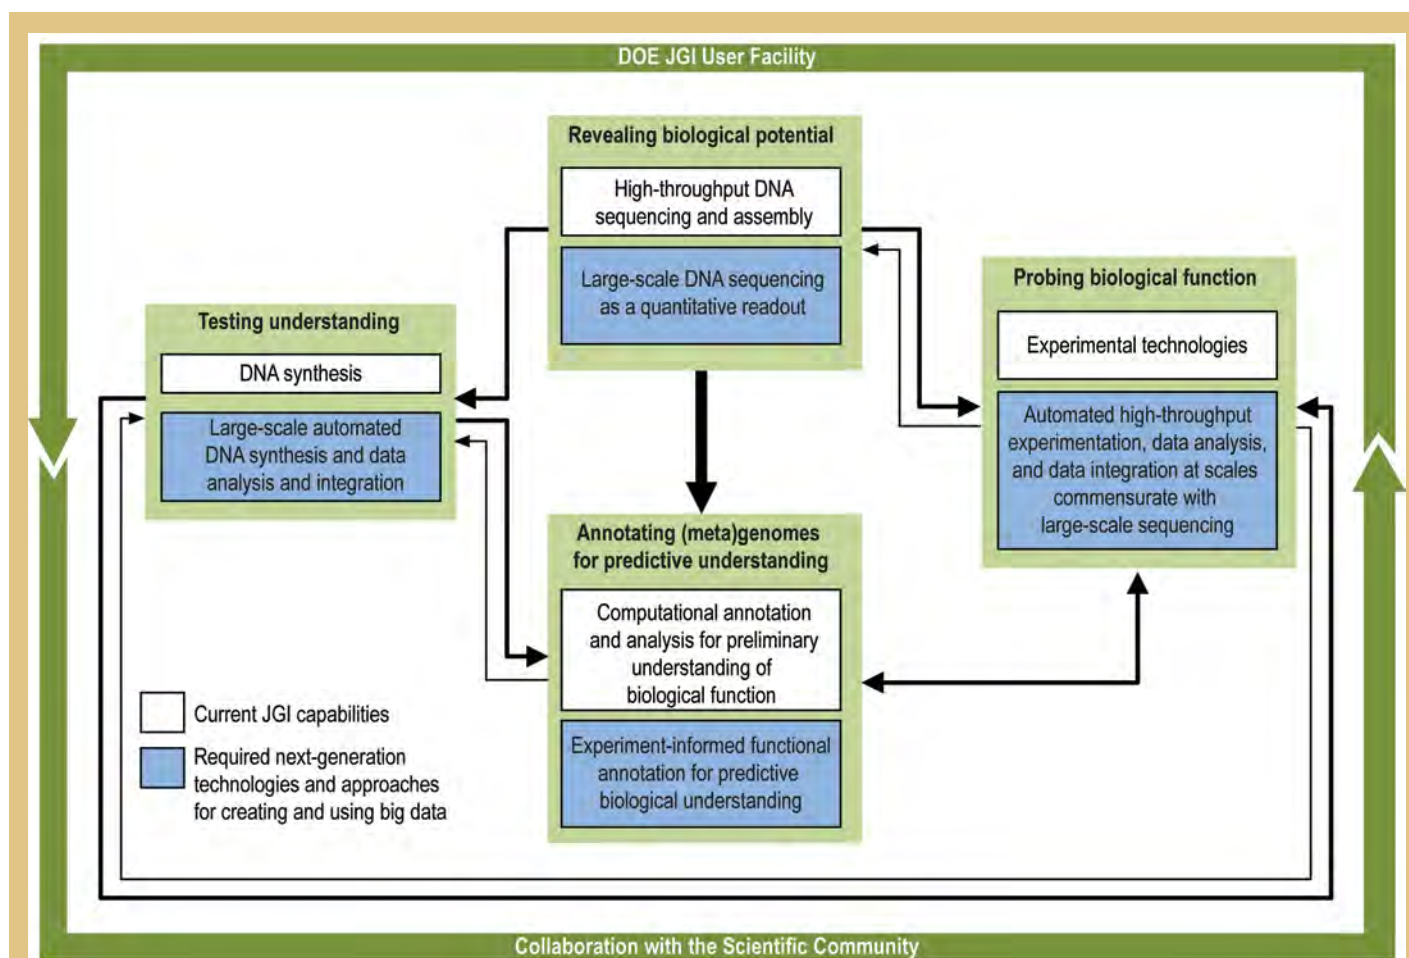 DOE JGI User Facility
Revealing biological potential
High-throughput DNA
sequencing and assembly
Large-scale DNA sequencing
as a quantitative readout
Probing biological function
Experimental technologies
Automated high-throughput
experimentation, data analysis,
and data integration at scales
commensurate with
large-scale sequencing
Testing understanding
DNA synthesis
Large-scale automated
DNA synthesis and data
analysis and integration
Annotating (meta)genomes
for predictive understanding
Computational annotation
and analysis for preliminary
understanding of
biological function
Experiment-informed functional
annotation for predictive
biological understanding
Current JGI capabilities
Required next-generation
technologies and approaches
for creating and using big data
Collaboration with the Scientific Community